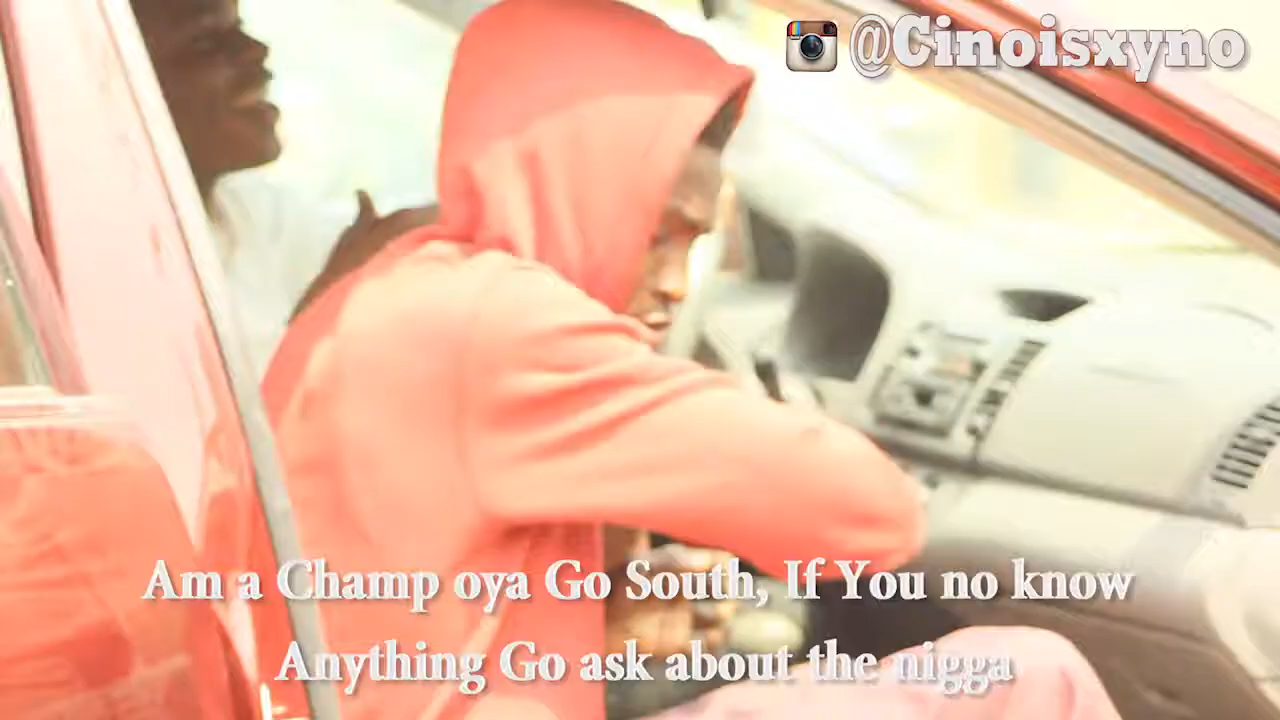 @Cinoisxyno
Am a Champ oya Go South, If You no know
Anything Go ask about the nigga